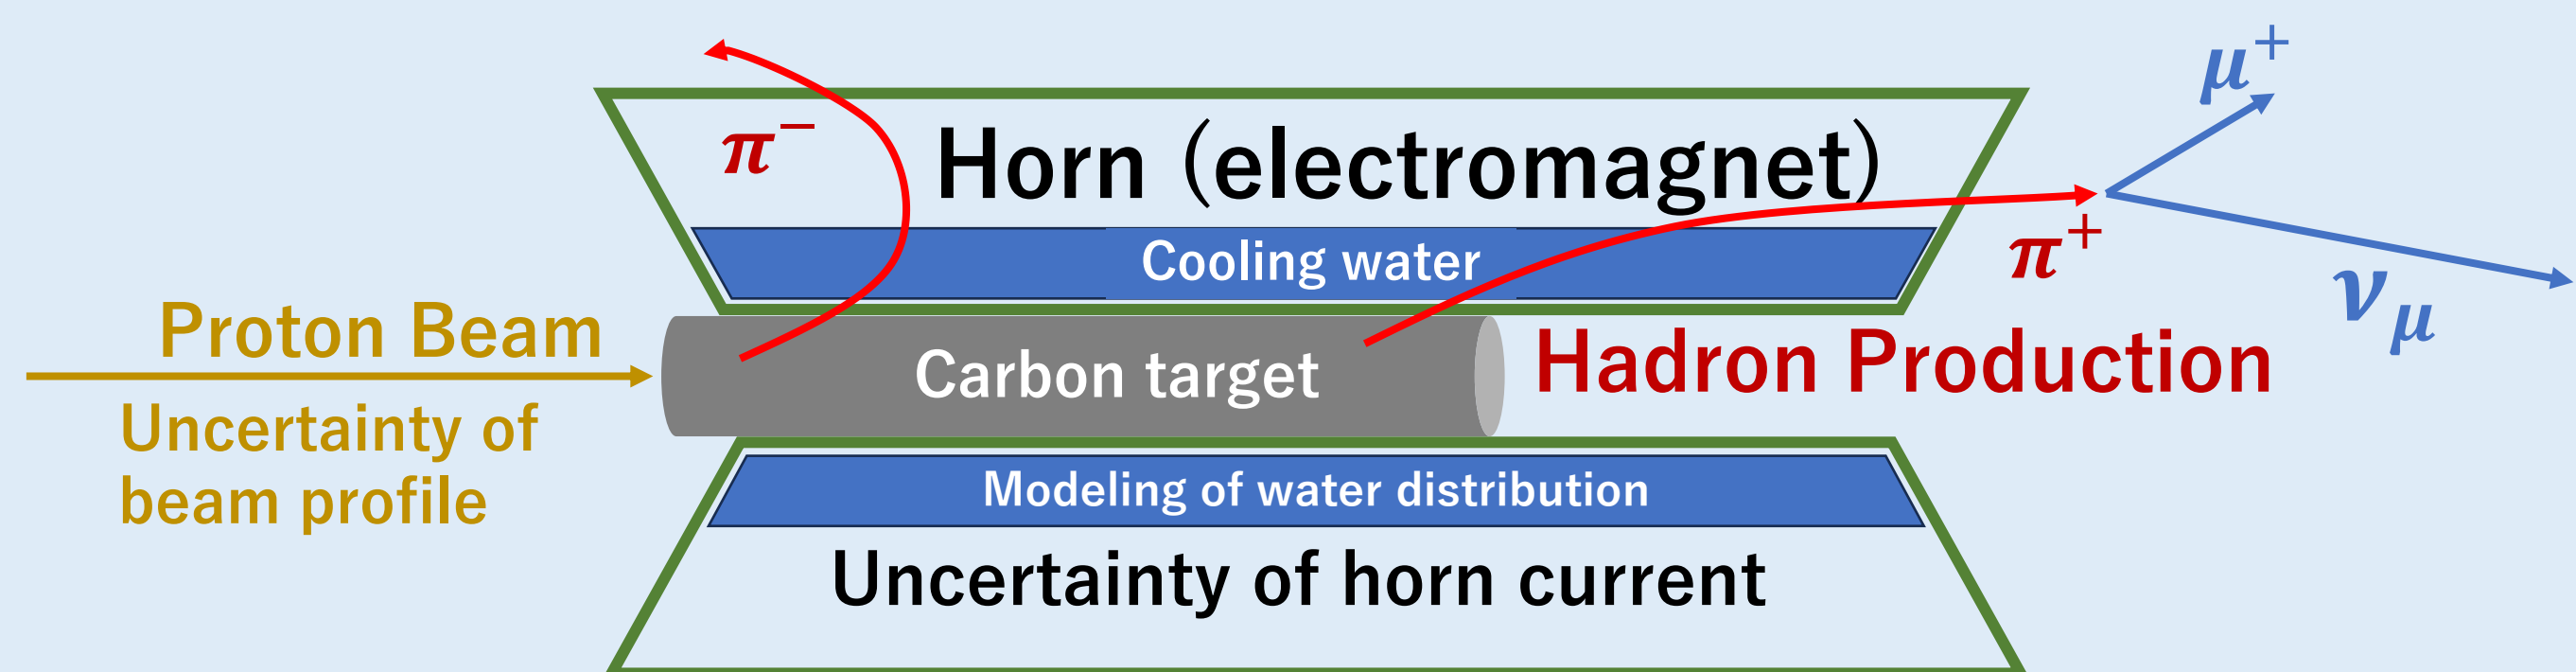 μ⁺
π⁻
Horn (electromagnet)
Cooling water
π⁺
ν_μ
Proton Beam
Uncertainty of
beam profile
Carbon target
Hadron Production
Modeling of water distribution
Uncertainty of horn current